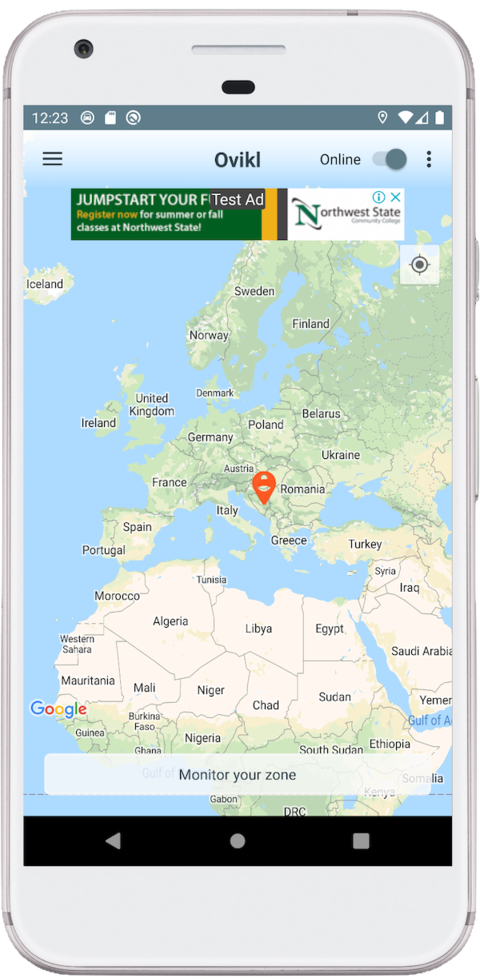 12:23
Ovikl
Online
JUMPSTART YOUR FU
Test Ad
Register now for summer or fall
classes at Northwest State!
Northwest State
Community College
Iceland
Sweden
Finland
Norway
Denmark
United
Kingdom
Ireland
Belarus
Poland
Germany
Ukraine
Austria
France
Romania
Italy
Spain
Greece
Turkey
Portugal
Syria
Tunisia
Iraq
Morocco
Algeria
Libya
Egypt
Western
Sahara
Saudi Arabia
Mauritania
Mali
Niger
Sudan
Chad
Yemen
Google
Burkina
Faso
Gulf of A
Guinea
Nigeria
Ethiopia
Ghana
South Sudan
Gulf of
Monitor your zone
Somalia
Kenya
Gabon
DRC